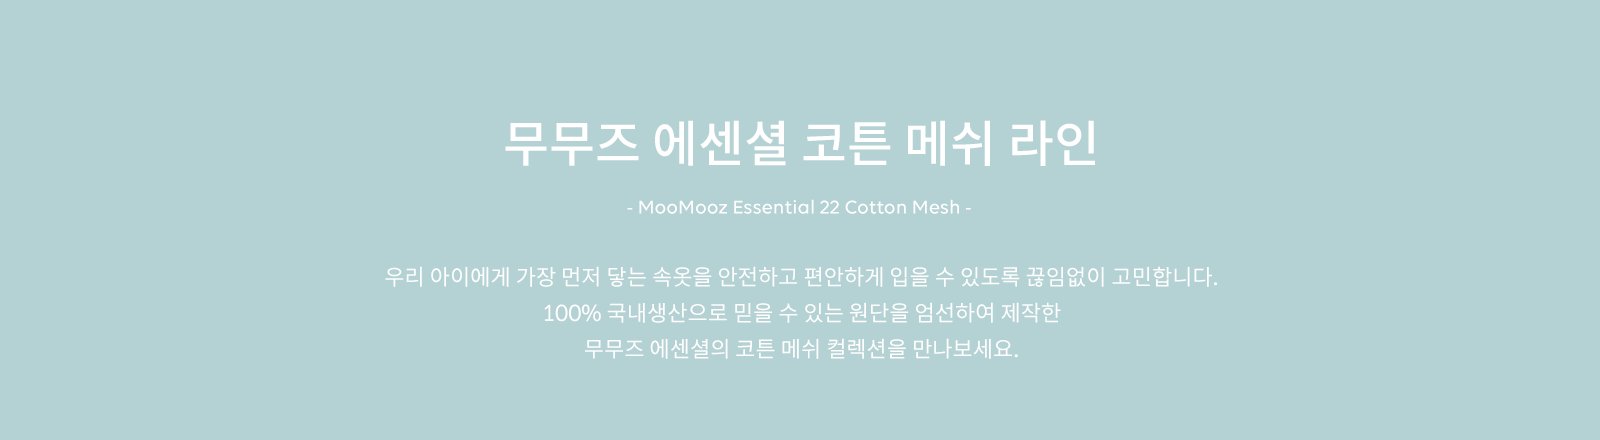 무무즈 에센셜 코튼 메쉬 라인
- MooMooz Essential 22 Cotton Mesh -
우리 아이에게 가장 먼저 닿는 속옷을 안전하고 편안하게 입을 수 있도록 끊임없이 고민합니다.
100% 국내생산으로 믿을 수 있는 원단을 엄선하여 제작한
무무즈 에센셜의 코튼 메쉬 컬렉션을 만나보세요.